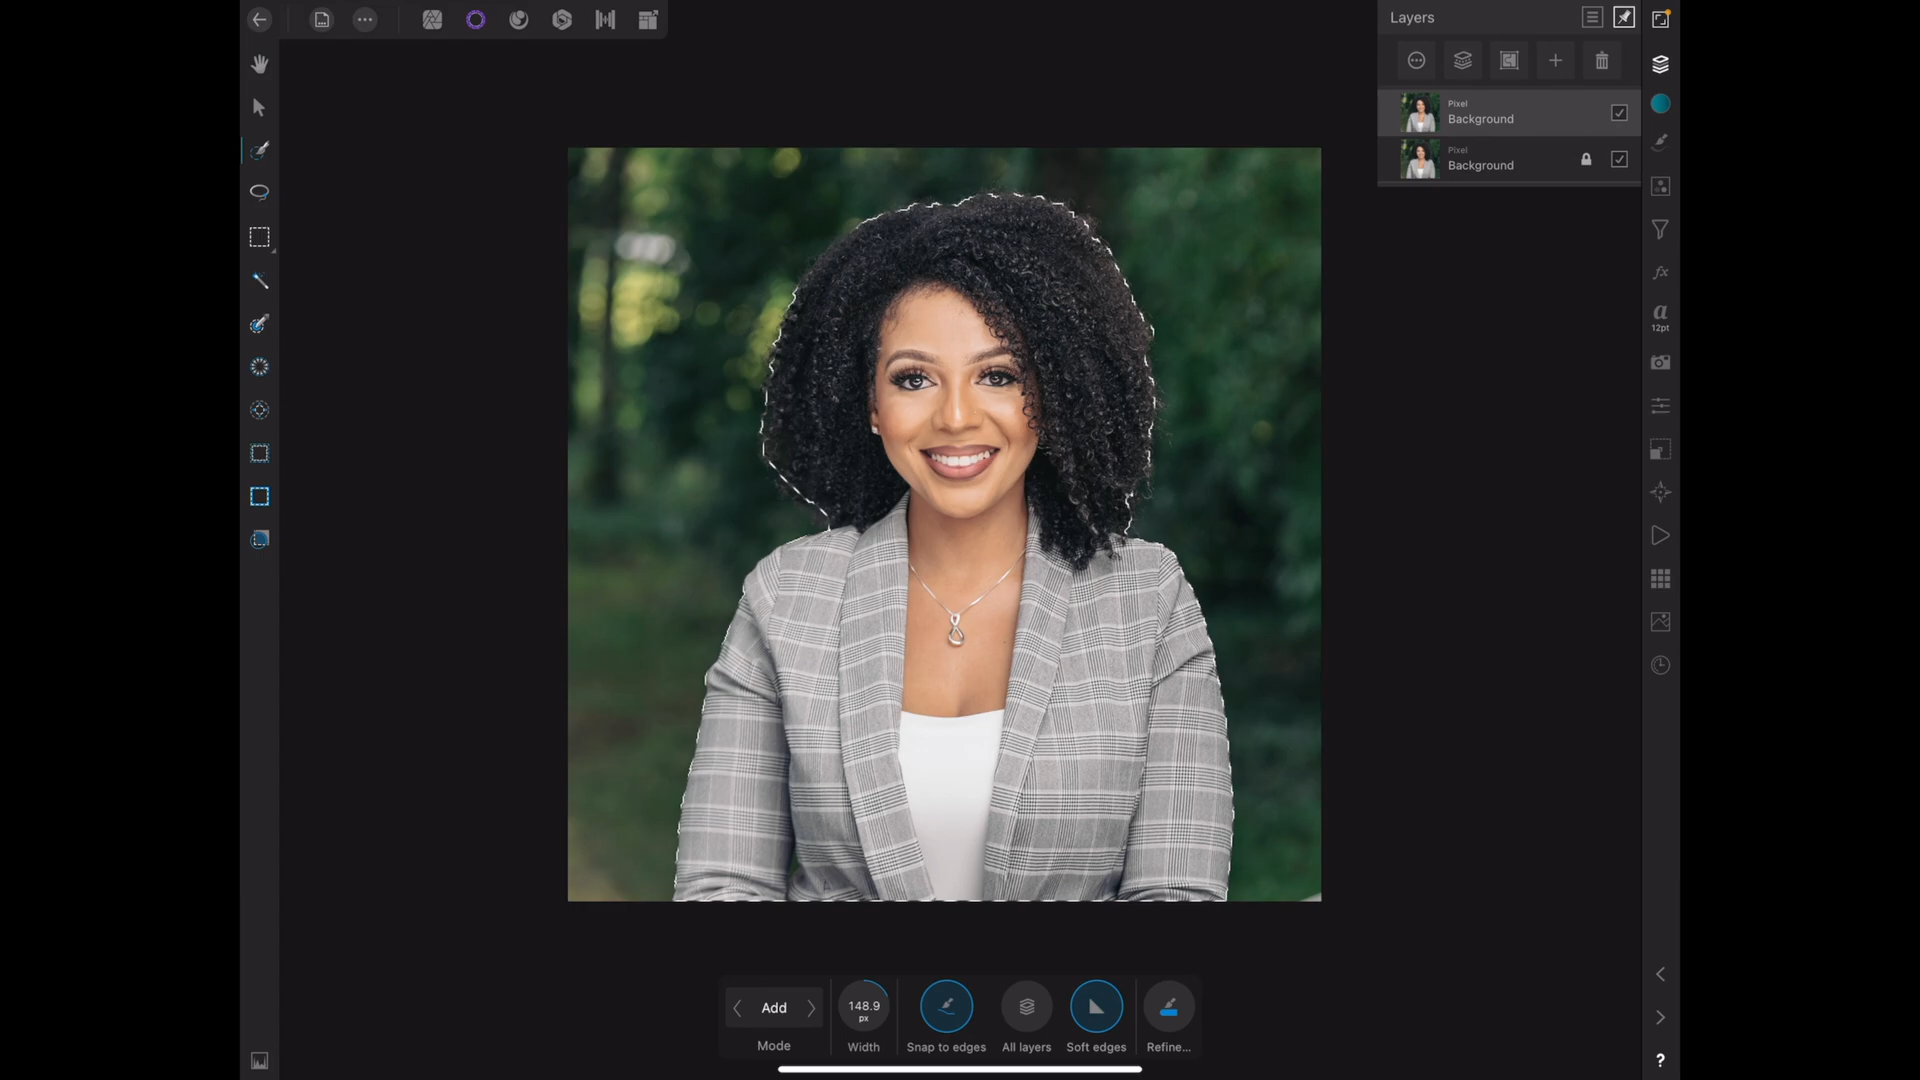 Layers
Pixel
Background
Pixel
Background
a
12pt
fx
Add
Mode
148.9
px
Width
Snap to edges
All layers
Soft edges
Refine...
?